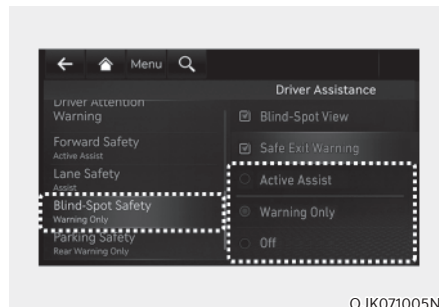 Menu
Driver Assistance
Driver Attention
Warning
Forward Safety
Active Assist
Lane Safety
Assist
Blind-Spot Safety
Warning Only
Parking Safety
Rear Warning Only
Blind-Spot View
Safe Exit Warning
Active Assist
Warning Only
Off
OJK071005N